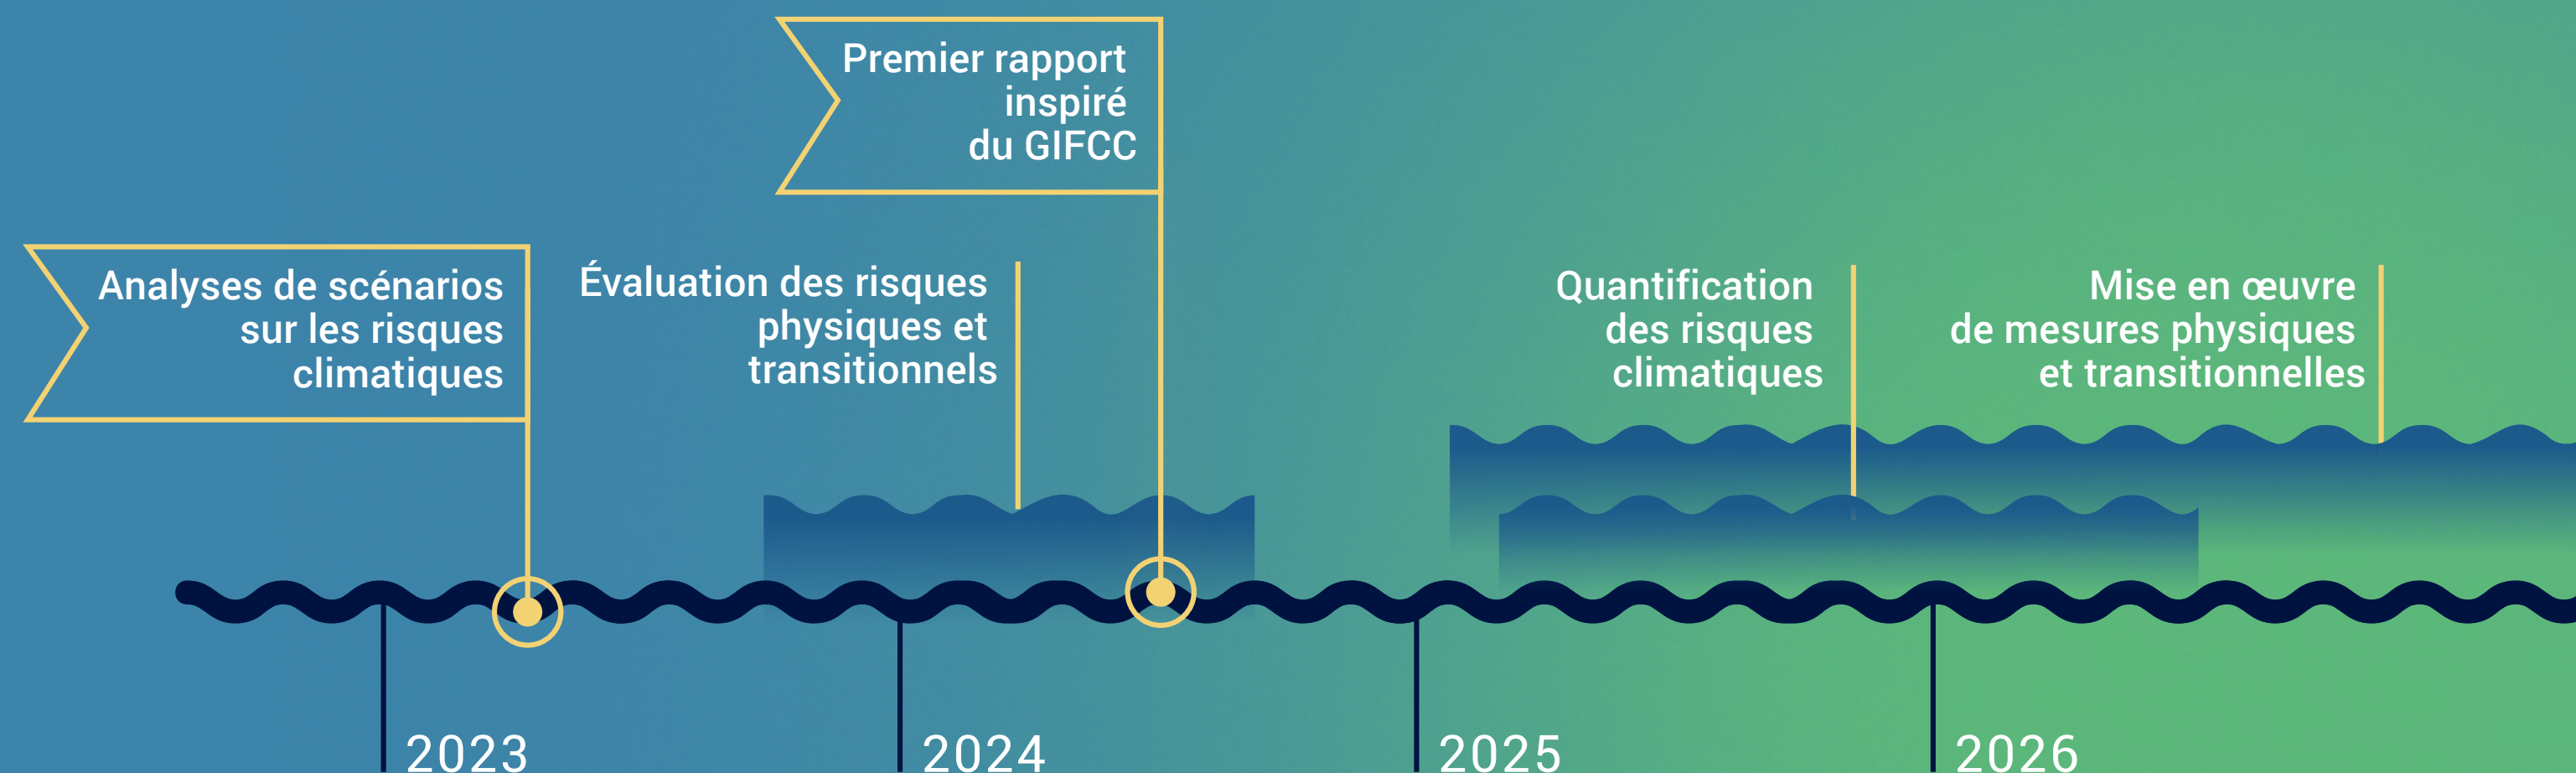 Premier rapport
inspiré
du GIFCC
Analyses de scénarios
sur les risques
climatiques
Évaluation des risques
physiques et
transitionnels
Quantification
des risques
climatiques
Mise en œuvre
de mesures physiques
et transitionnelles
2023
2024
2025
2026